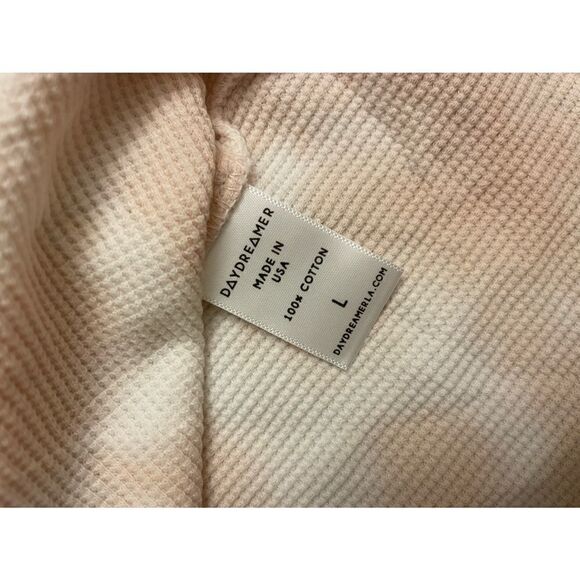 DAYDREAMER
MADE IN
USA
100% COTTON
L
DAYDREAMERLA.COM